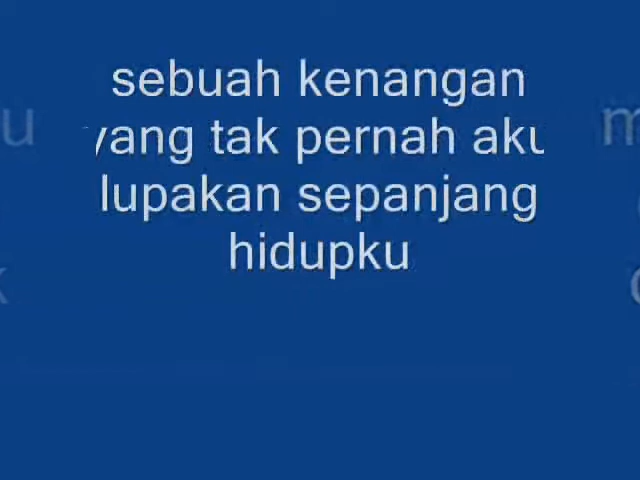 sebuah kenangan
yang tak pernah aku
lupakan sepanjang
hidupku